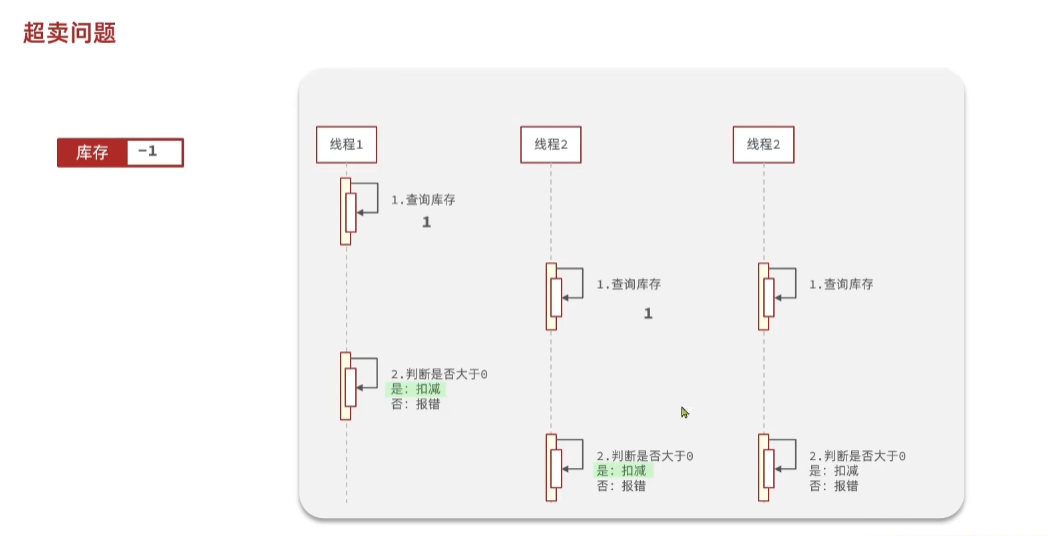 超卖问题
库存 -1
线程1
线程2
线程2
1.查询库存
1
1.查询库存
1
1.查询库存
2.判断是否大于0
是：扣减
否：报错
2.判断是否大于0
是：扣减
否：报错
2.判断是否大于0
是：扣减
否：报错